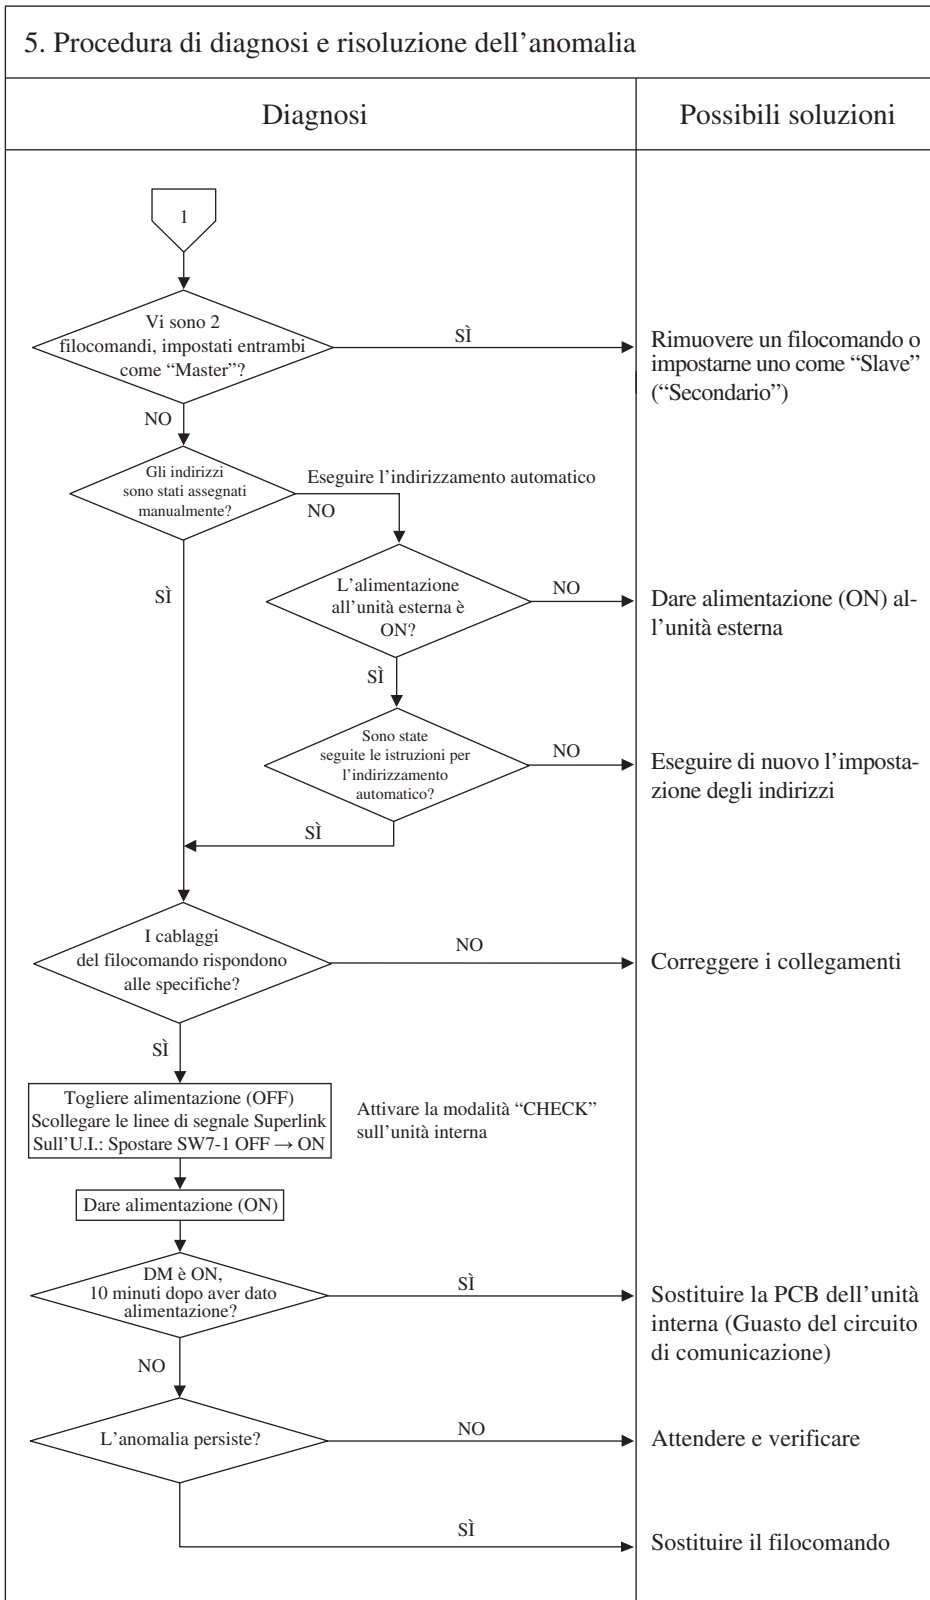 5. Procedura di diagnosi e risoluzione dell’anomalia
Diagnosi
Possibili soluzioni
1
Vi sono 2
filocomandi, impostati entrambi
come “Master”?
SÌ
Rimuovere un filocomando o
impostarne uno come “Slave”
(“Secondario”)
NO
Gli indirizzi
sono stati assegnati
manualmente?
Eseguire l’indirizzamento automatico
NO
SÌ
L’alimentazione
all’unità esterna è
ON?
NO
Dare alimentazione (ON) al-
l’unità esterna
SÌ
Sono state
seguite le istruzioni per
l’indirizzamento
automatico?
NO
Eseguire di nuovo l’imposta-
zione degli indirizzi
SÌ
I cablaggi
del filocomando rispondono
alle specifiche?
NO
Correggere i collegamenti
SÌ
Togliere alimentazione (OFF)
Scollegare le linee di segnale Superlink
Sull’U.I.: Spostare SW7-1 OFF → ON
Attivare la modalità “CHECK”
sull’unità interna
Dare alimentazione (ON)
DM è ON,
10 minuti dopo aver dato
alimentazione?
SÌ
Sostituire la PCB dell’unità
interna (Guasto del circuito
di comunicazione)
NO
L’anomalia persiste?
NO
Attendere e verificare
SÌ
Sostituire il filocomando